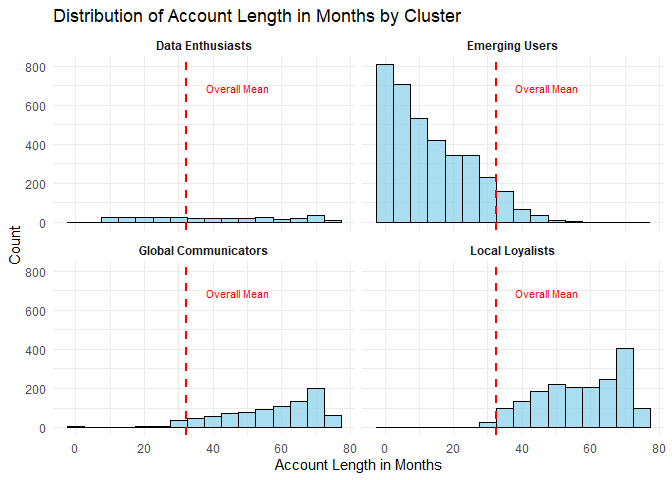 Distribution of Account Length in Months by Cluster
Data Enthusiasts
Emerging Users
800
600
400
200
0
Overall Mean
Overall Mean
Count
Global Communicators
Local Loyalists
800
600
400
200
0
Overall Mean
Overall Mean
0 20 40 60 80 0 20 40 60 80
Account Length in Months